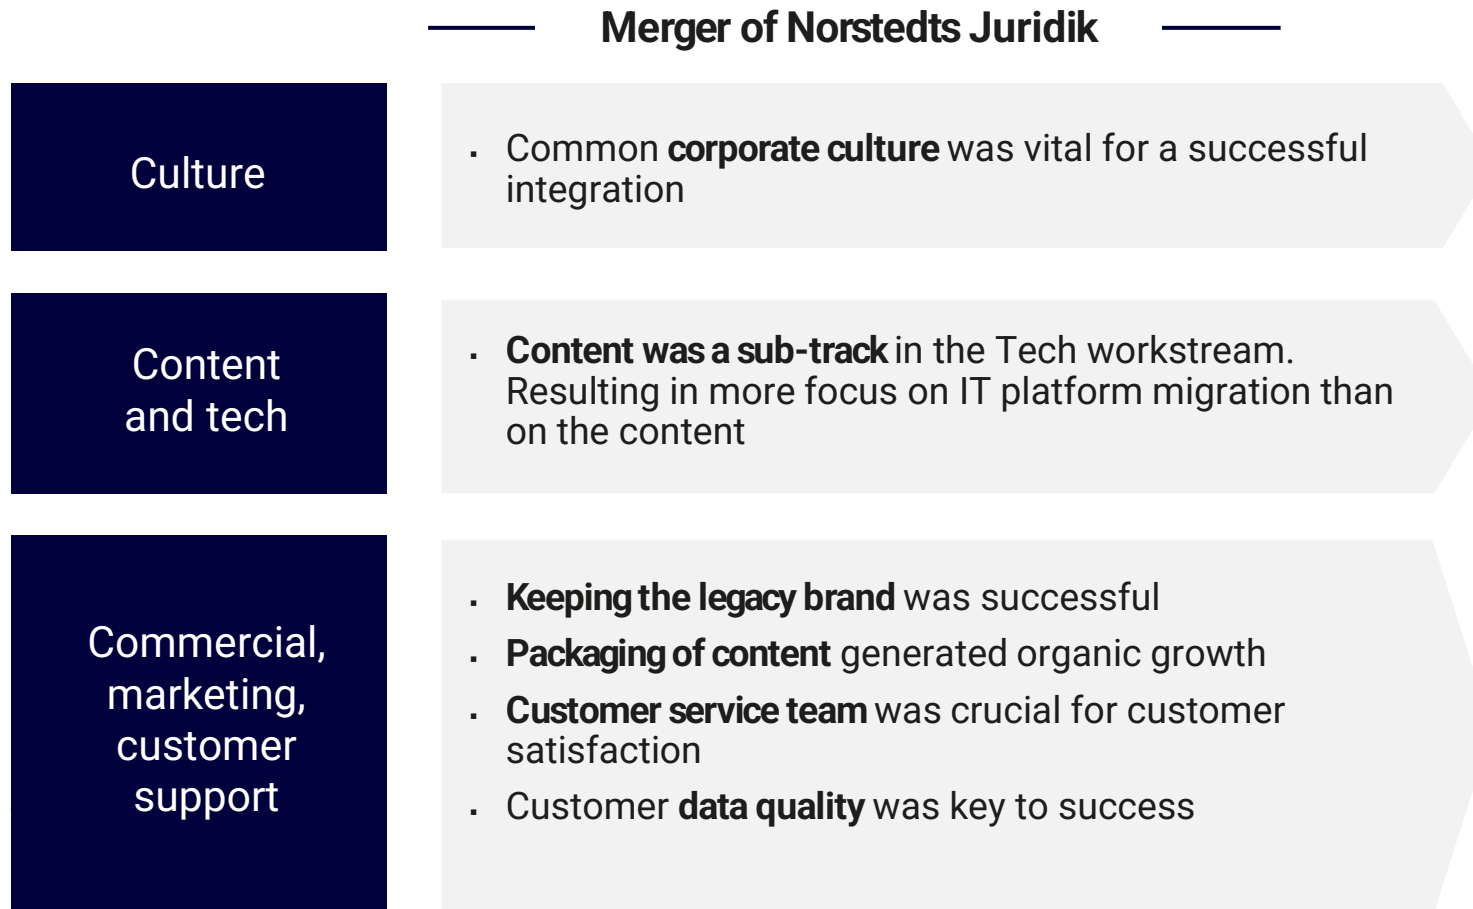 Merger of Norstedts Juridik
Culture
· Common corporate culture was vital for a successful
integration
Content
and tech
· Content was a sub-track in the Tech workstream.
Resulting in more focus on IT platform migration than
on the content
Commercial,
marketing,
customer
support
· Keeping the legacy brand was successful
· Packaging of content generated organic growth
· Customer service team was crucial for customer
satisfaction
· Customer data quality was key to success